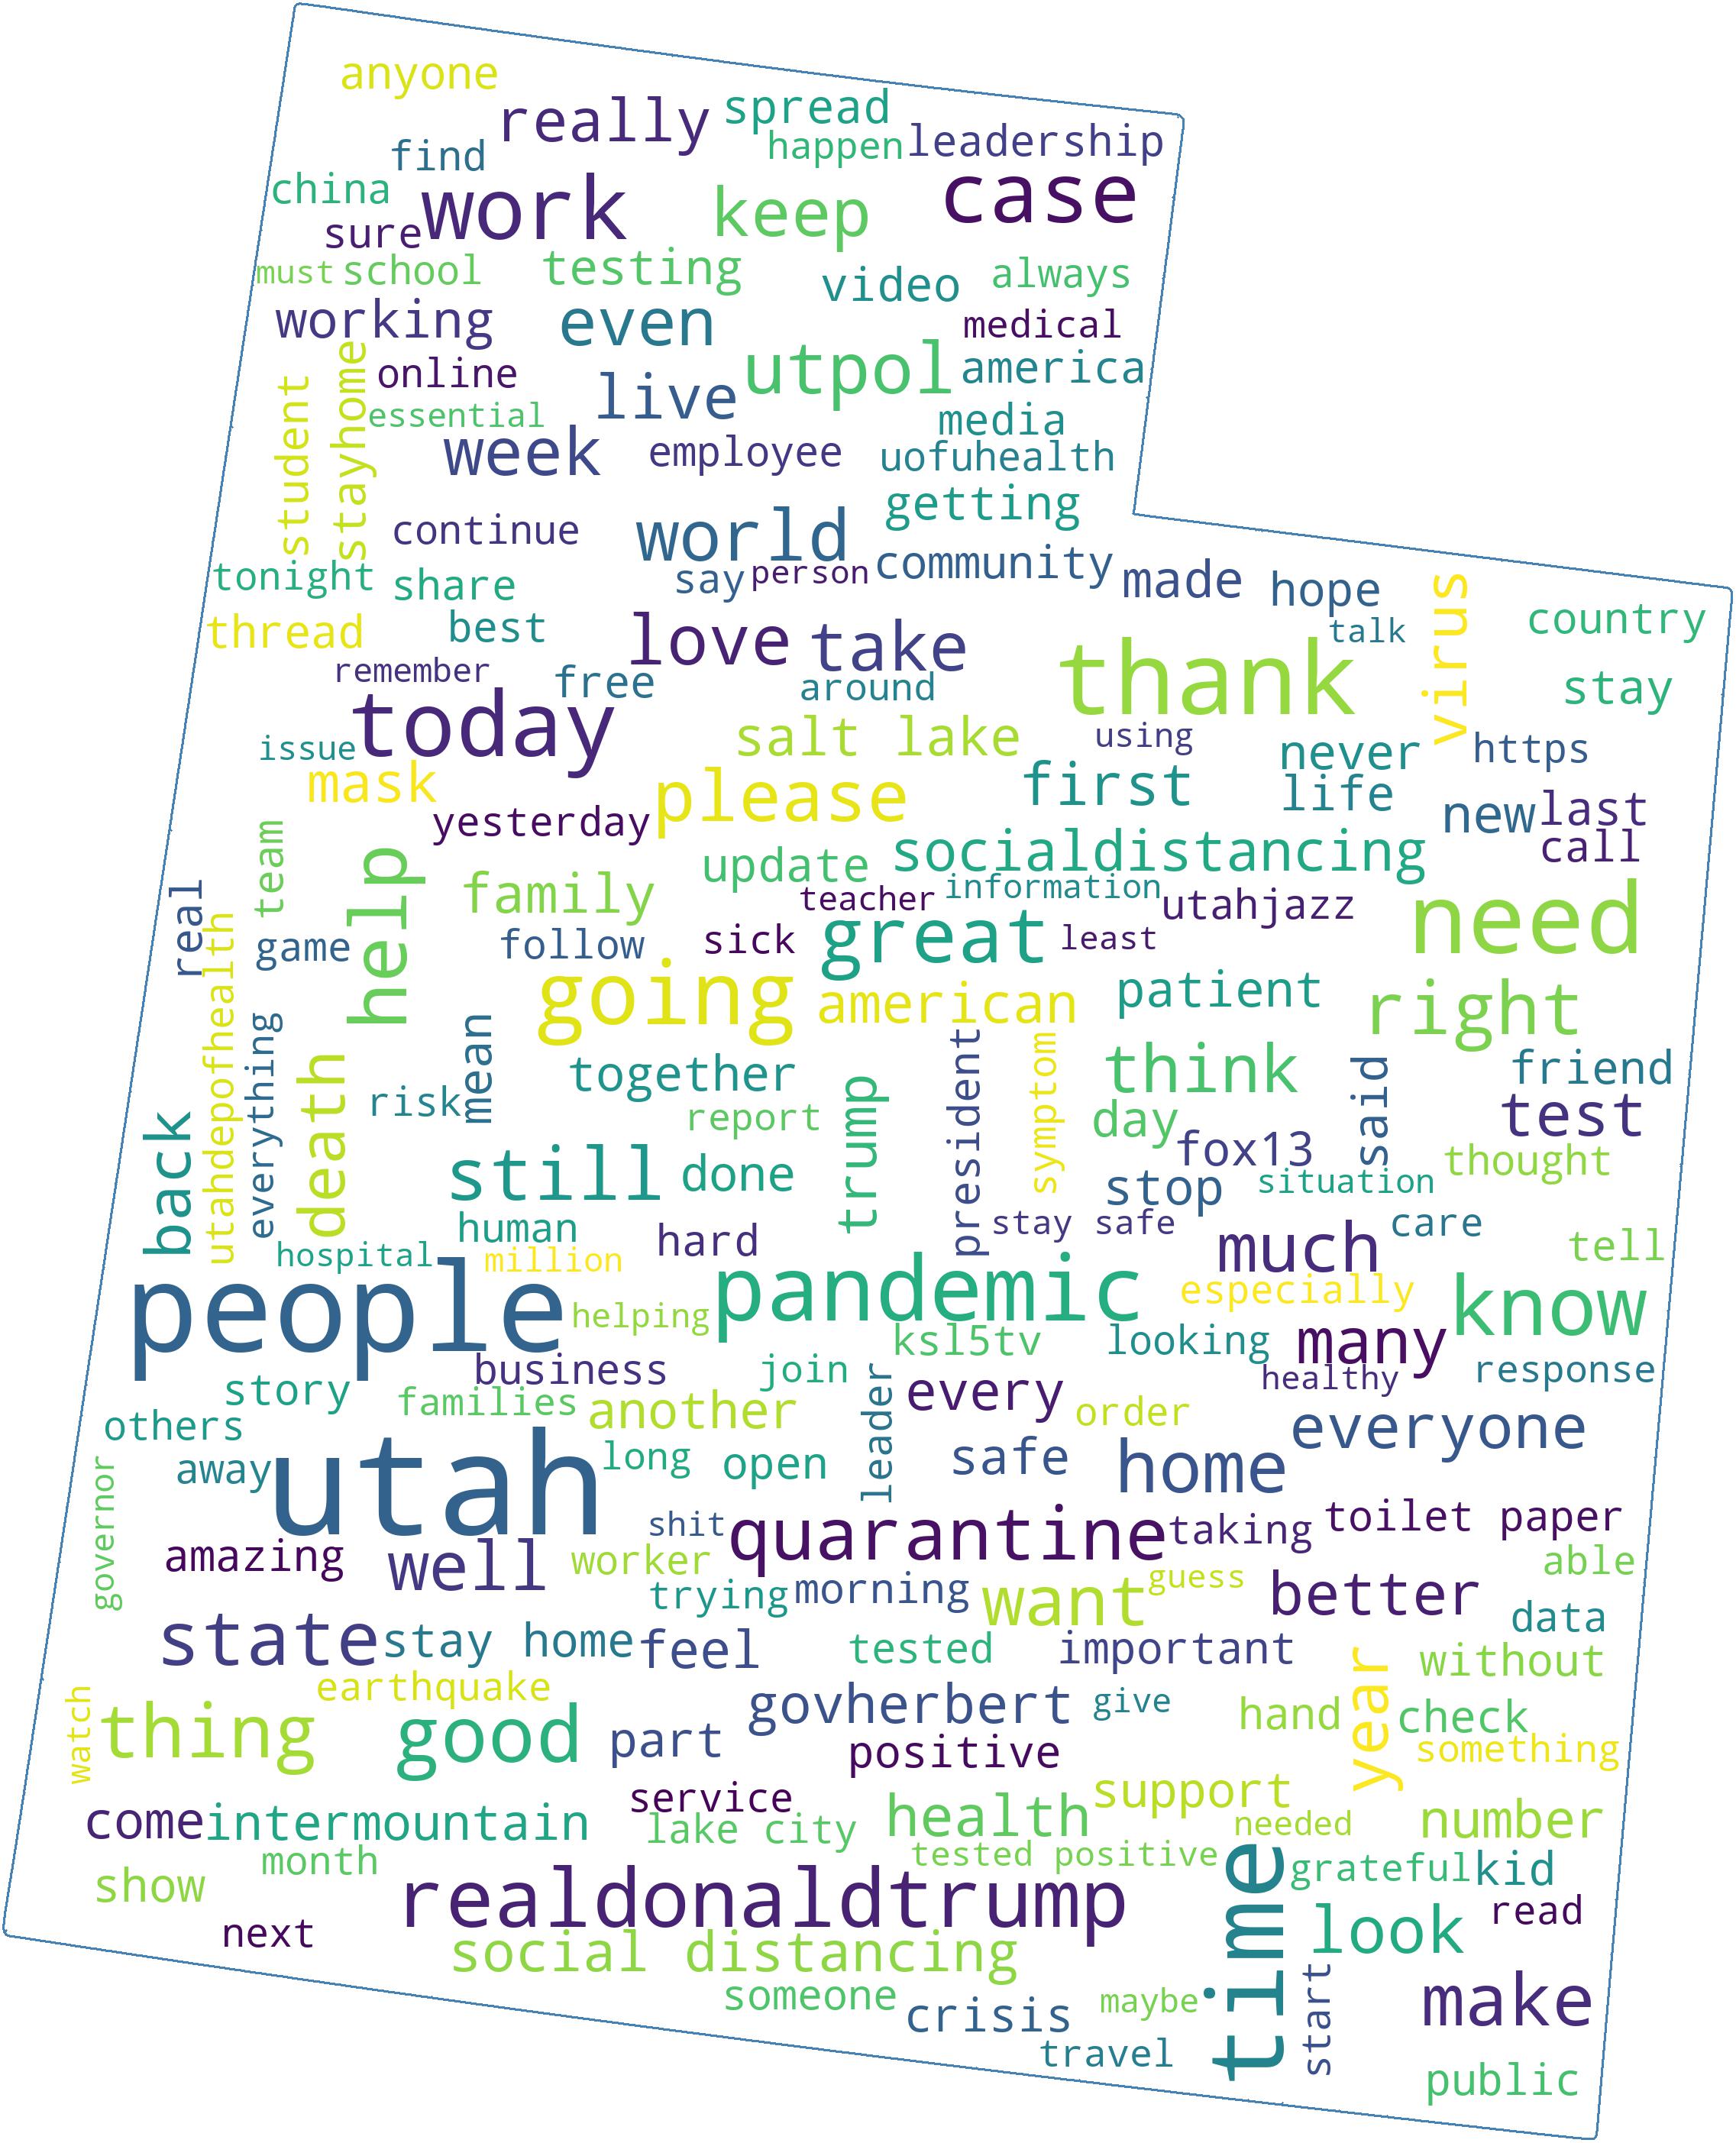 anyone
really
spread
find
happen
leadership
china
work
keep
case
sure
must
school
testing
video
always
working
even
medical
student
stayhome
online
live
utpol
america
essential
media
week
employee
uofuhealth
getting
continue
world
community
tonight
share
say
person
made
hope
virus
country
thread
best
love
take
thank
talk
remember
free
around
stay
today
salt lake
using
never
https
issue
mask
please
first
life
new
last
yesterday
socialdistancing
call
team
help
update
family
teacher
information
utahjazz
need
real
game
follow
sick
great
least
utahdepofhealth
going
american
patient
right
everything
mean
together
president
symptom
think
said
friend
death
risk
report
trump
day
test
back
fox13
thought
still
done
stop
situation
human
hard
stay safe
much
care
hospital
million
tell
people
helping
pandemic
especially
know
ksl5tv
looking
many
business
join
healthy
response
story
families
another
leader
every
order
others
everyone
away
utah
long
open
safe
home
governor
shit
quarantine
taking
toilet paper
amazing
well
worker
guess
able
trying
morning
want
better
data
state
stay home
feel
tested
important
without
earthquake
watch
thing
good
part
govherbert
give
hand
year
check
positive
something
service
support
come
intermountain
lake city
health
needed
number
month
tested positive
grateful
kid
show
realdonaldtrump
time
look
read
next
social distancing
someone
crisis
maybe
start
make
travel
public